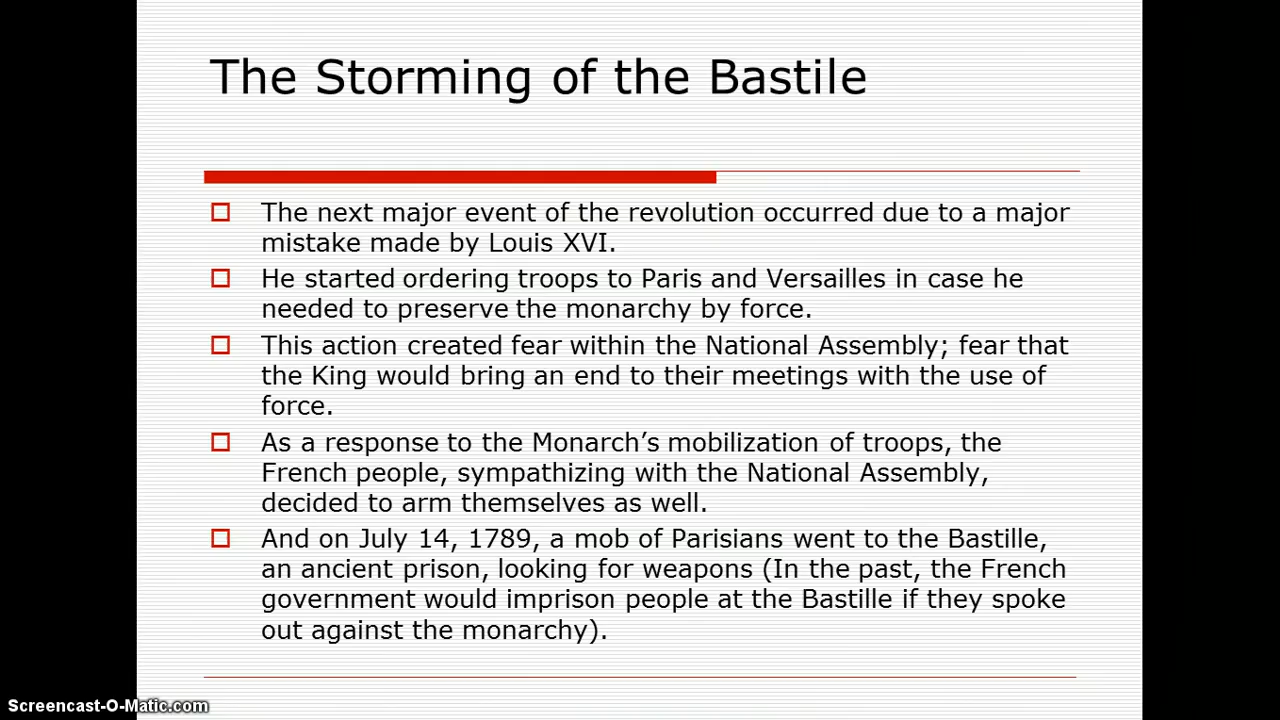 The Storming of the Bastile
The next major event of the revolution occurred due to a major
mistake made by Louis XVI.
He started ordering troops to Paris and Versailles in case he
needed to preserve the monarchy by force.
This action created fear within the National Assembly; fear that
the King would bring an end to their meetings with the use of
force.
As a response to the Monarch’s mobilization of troops, the
French people, sympathizing with the National Assembly,
decided to arm themselves as well.
And on July 14, 1789, a mob of Parisians went to the Bastille,
an ancient prison, looking for weapons (In the past, the French
government would imprison people at the Bastille if they spoke
out against the monarchy).
Screencast-O-Matic.com